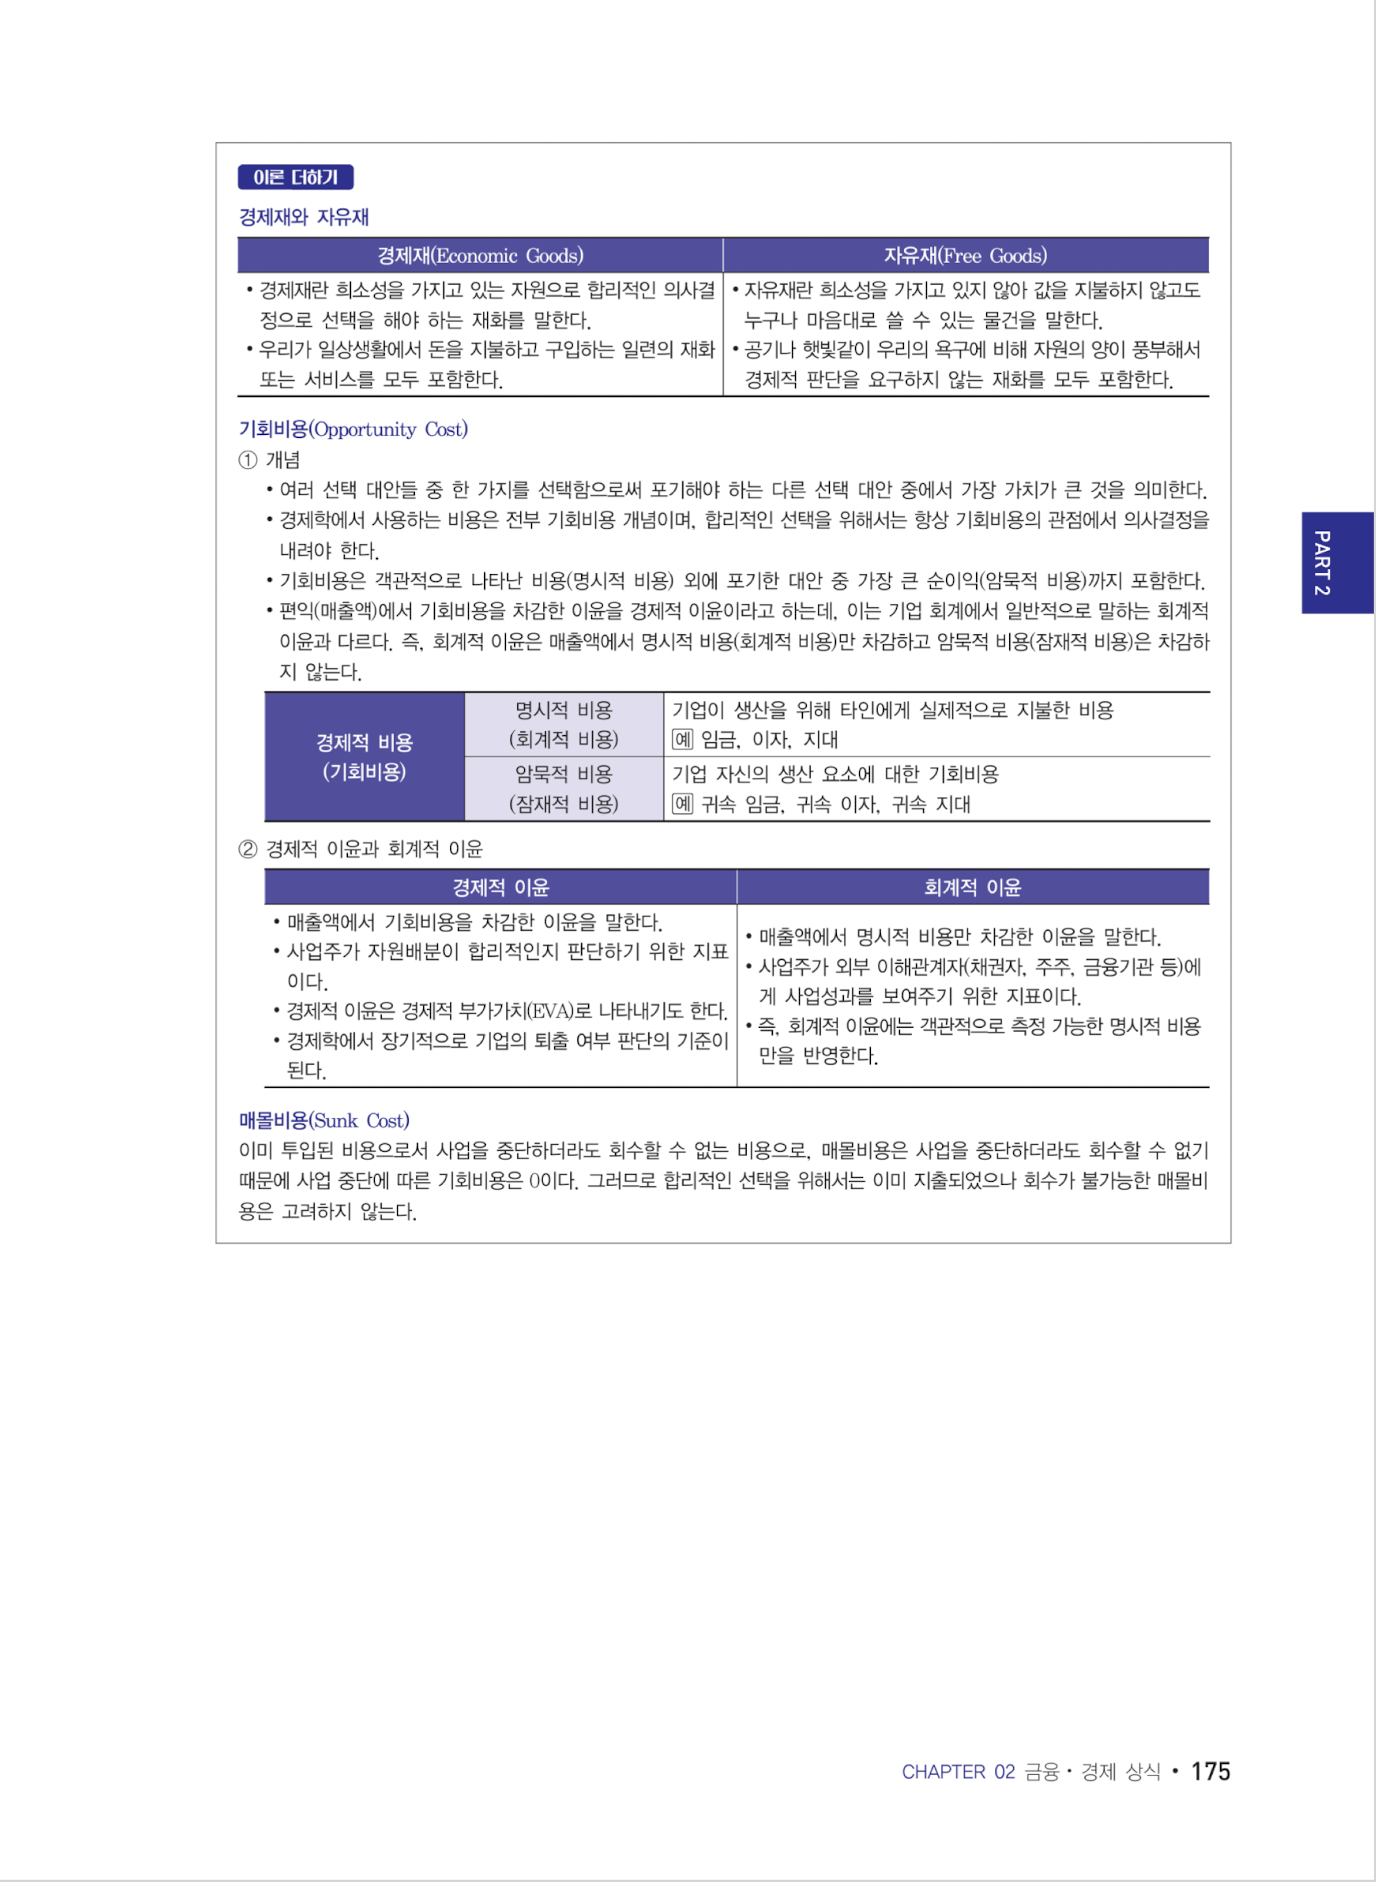 이론 더하기
경제재와 자유재
경제재(Economic Goods)
자유재(Free Goods)
• 경제재란 희소성을 가지고 있는 자원으로 합리적인 의사결
정으로 선택을 해야 하는 재화를 말한다.
• 우리가 일상생활에서 돈을 지불하고 구입하는 일련의 재화
또는 서비스를 모두 포함한다.
• 자유재란 희소성을 가지고 있지 않아 값을 지불하지 않고도
누구나 마음대로 쓸 수 있는 물건을 말한다.
• 공기나 햇빛같이 우리의 욕구에 비해 자원의 양이 풍부해서
경제적 판단을 요구하지 않는 재화를 모두 포함한다.
기회비용(Opportunity Cost)
① 개념
• 여러 선택 대안들 중 한 가지를 선택함으로써 포기해야 하는 다른 선택 대안 중에서 가장 가치가 큰 것을 의미한다.
• 경제학에서 사용하는 비용은 전부 기회비용 개념이며, 합리적인 선택을 위해서는 항상 기회비용의 관점에서 의사결정을
내려야 한다.
• 기회비용은 객관적으로 나타난 비용(명시적 비용) 외에 포기한 대안 중 가장 큰 순이익(암묵적 비용)까지 포함한다.
• 편익(매출액)에서 기회비용을 차감한 이윤을 경제적 이윤이라고 하는데, 이는 기업 회계에서 일반적으로 말하는 회계적
이윤과 다르다. 즉, 회계적 이윤은 매출액에서 명시적 비용(회계적 비용)만 차감하고 암묵적 비용(잠재적 비용)은 차감하
지 않는다.
경제적 비용
(기회비용)
명시적 비용
(회계적 비용)
기업이 생산을 위해 타인에게 실제적으로 지불한 비용
예 임금, 이자, 지대
암묵적 비용
(잠재적 비용)
기업 자신의 생산 요소에 대한 기회비용
예 귀속 임금, 귀속 이자, 귀속 지대
② 경제적 이윤과 회계적 이윤
경제적 이윤
회계적 이윤
• 매출액에서 기회비용을 차감한 이윤을 말한다.
• 사업주가 자원배분이 합리적인지 판단하기 위한 지표
이다.
• 경제적 이윤은 경제적 부가가치(EVA)로 나타내기도 한다.
• 경제학에서 장기적으로 기업의 퇴출 여부 판단의 기준이
된다.
• 매출액에서 명시적 비용만 차감한 이윤을 말한다.
• 사업주가 외부 이해관계자(채권자, 주주, 금융기관 등)에
게 사업성과를 보여주기 위한 지표이다.
• 즉, 회계적 이윤에는 객관적으로 측정 가능한 명시적 비용
만을 반영한다.
매몰비용(Sunk Cost)
이미 투입된 비용으로서 사업을 중단하더라도 회수할 수 없는 비용으로, 매몰비용은 사업을 중단하더라도 회수할 수 없기
때문에 사업 중단에 따른 기회비용은 0이다. 그러므로 합리적인 선택을 위해서는 이미 지출되었으나 회수가 불가능한 매몰비
용은 고려하지 않는다.
PART 2
CHAPTER 02 금융 · 경제 상식 • 175